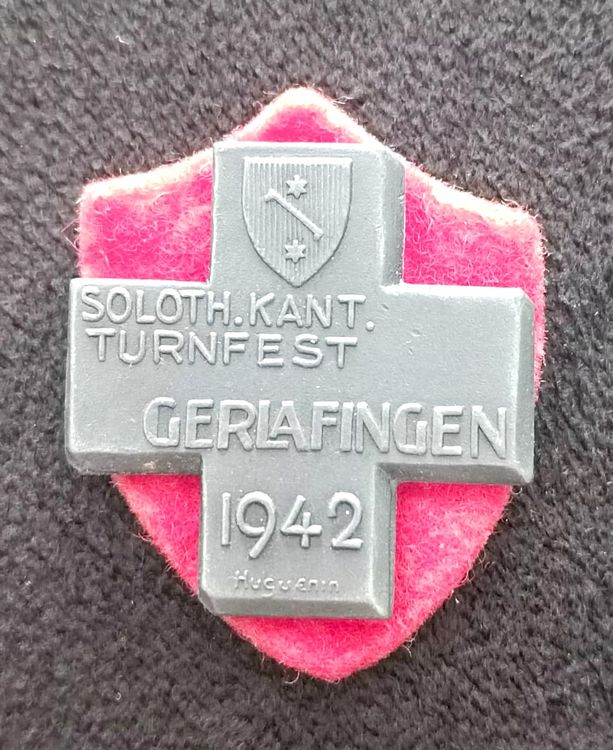 SOLOTH.KANT.
TURNFEST
GERLAFINGEN
1942
Huguenin